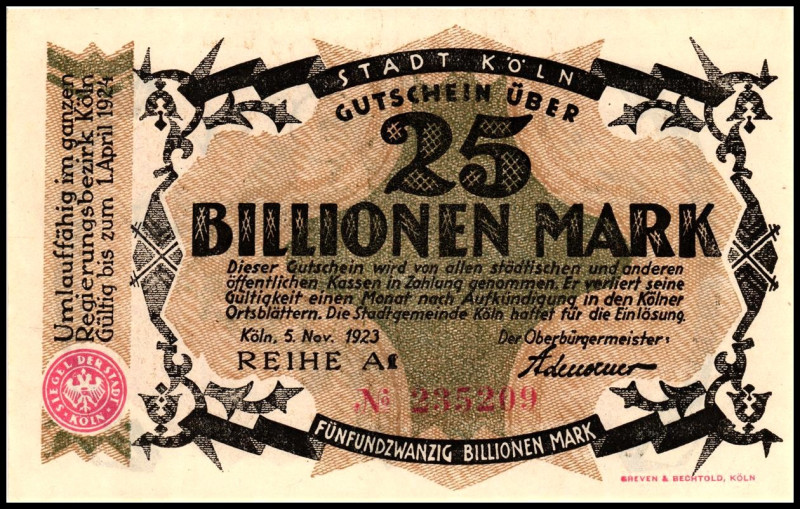 Umlauffähig im ganzen
Regierungsbezirk Köln
Gültig bis zum 1. April 1924
SIEGEL DER STADT
KÖLN
STADT KÖLN
GUTSCHEIN ÜBER
25
BILLIONEN MARK
Dieser Gutschein wird von allen städtischen und anderen
öffentlichen Kassen in Zahlung genommen. Er verliert seine
Gültigkeit einen Monat nach Aufkündigung in den Kölner
Ortsblättern. Die Stadtgemeinde Köln haftet für die Einlösung.
Köln, 5. Nov. 1923
Der Oberbürgermeister:
REIHE A1
Adenauer
№ 235209
FÜNFUNDZWANZIG BILLIONEN MARK
GREVEN & BECHTOLD, KÖLN